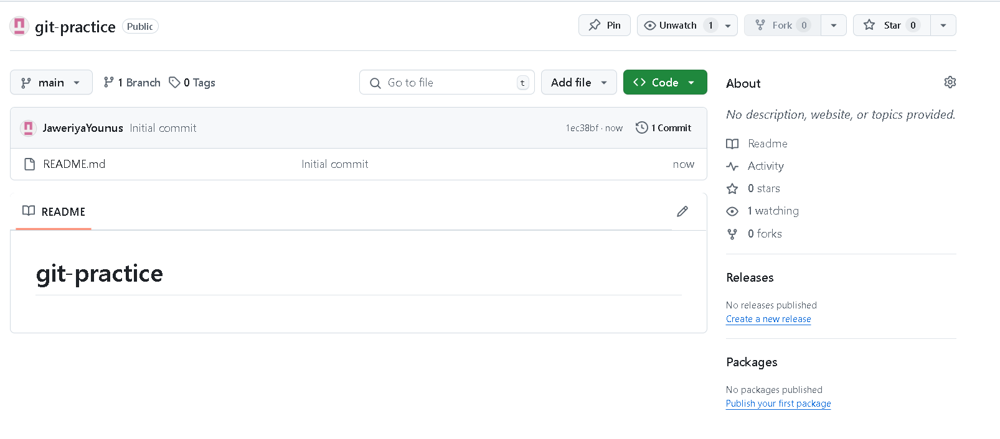 git-practice Public Pin Unwatch 1 Fork 0 Star 0
main 1 Branch 0 Tags Go to file t Add file Code
JaweriyaYounus Initial commit 1ec38bf · now 1 Commit
README.md Initial commit now
README
git-practice
About
No description, website, or topics provided.
Readme
Activity
0 stars
1 watching
0 forks
Releases
No releases published
Create a new release
Packages
No packages published
Publish your first package